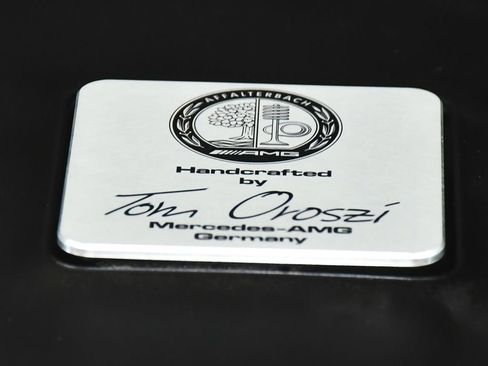 AFFALTERBACH
AMG
Handcrafted
by
Tom Oroszi
Mercedes-AMG
Germany